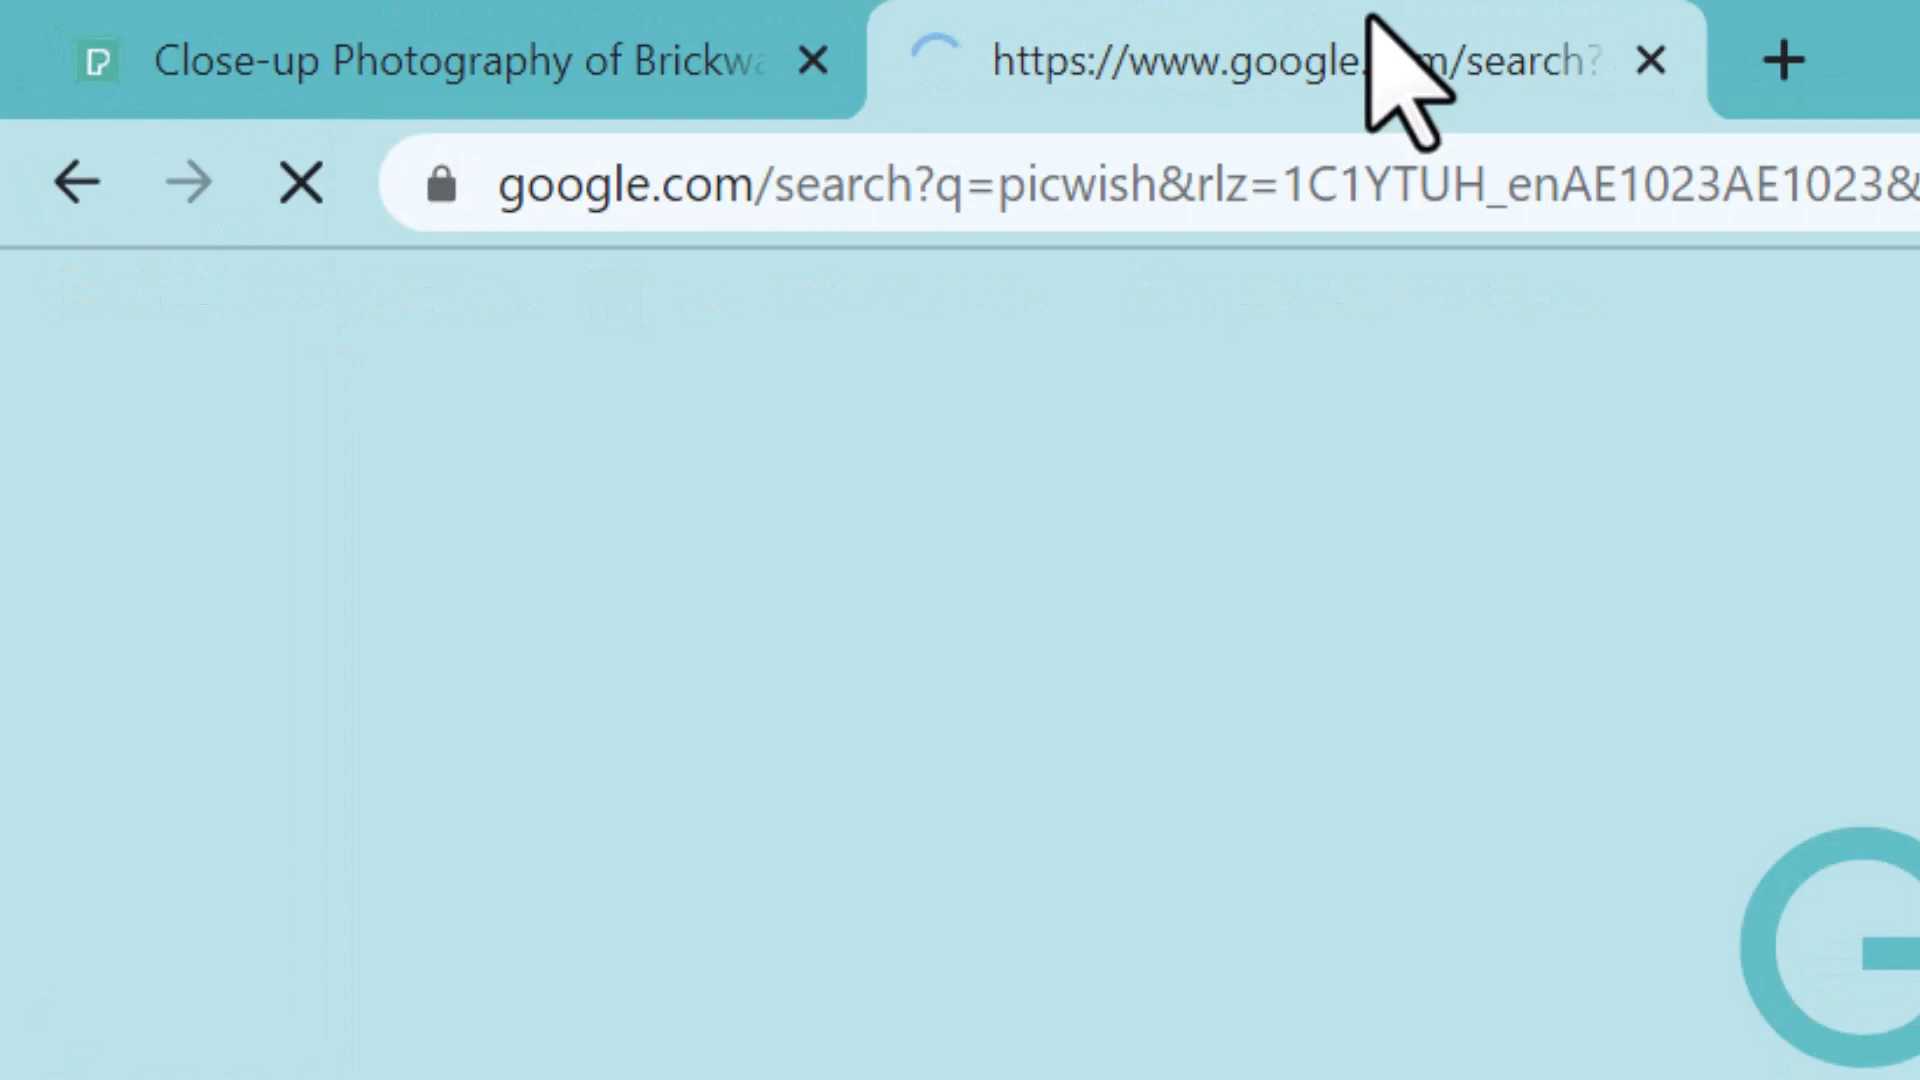 Close-up Photography of Brickwa
https://www.google. m/search?
google.com/search?q=picwish&rlz=1C1YTUH_enAE1023AE1023&
G